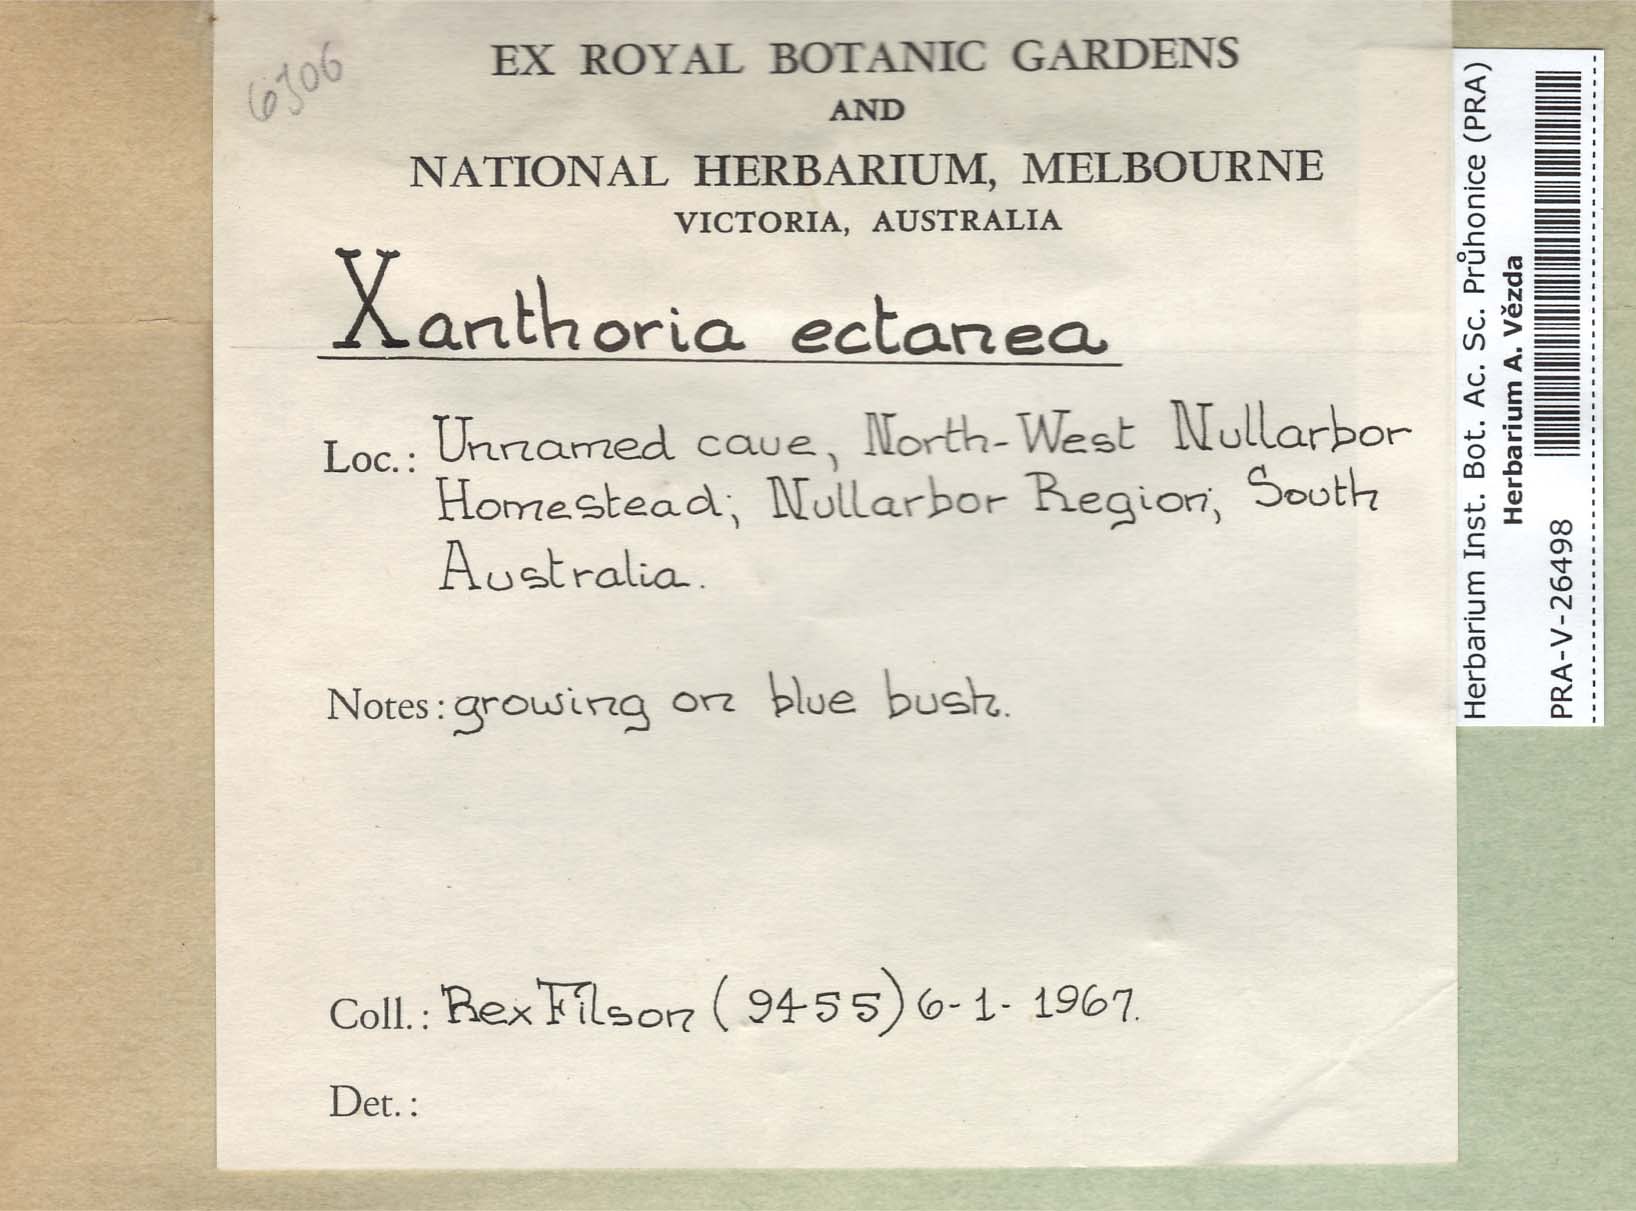 6306
EX ROYAL BOTANIC GARDENS
AND
NATIONAL HERBARIUM, MELBOURNE
VICTORIA, AUSTRALIA
Xanthoria ectanea
Loc.: Unnamed cave, North-West Nullarbor
Homestead; Nullarbor Region; South
Australia.
Notes: growing on blue bush.
Coll.: Rex Filson (9455) 6-1-1967.
Det.:
Herbarium Inst. Bot. Ac. Sc. Průhonice (PRA)
Herbarium A. Vězda
PRA-V-26498